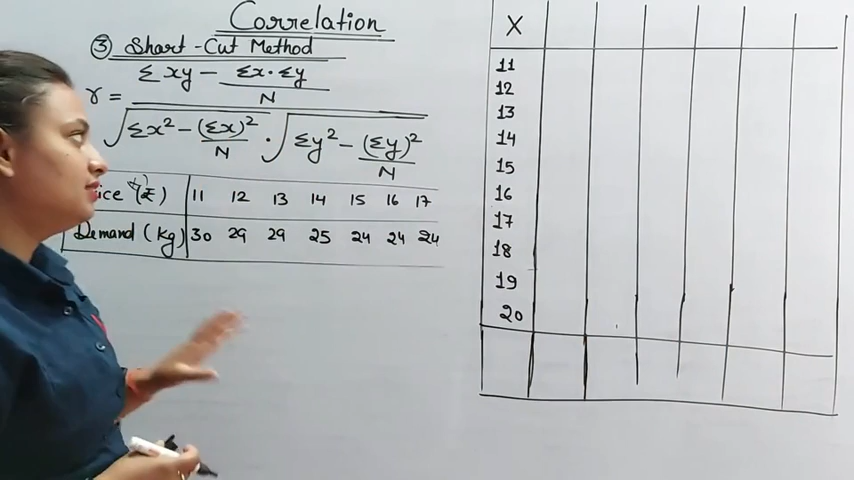 Correlation
③ Short-Cut Method
r = Σxy - Σx·Σy / N
√Σx² - (Σx)² / N · √Σy² - (Σy)² / N
ice (₹) 11 12 13 14 15 16 17
Demand (Kg) 30 29 29 25 24 24 24
X
11
12
13
14
15
16
17
18
19
20